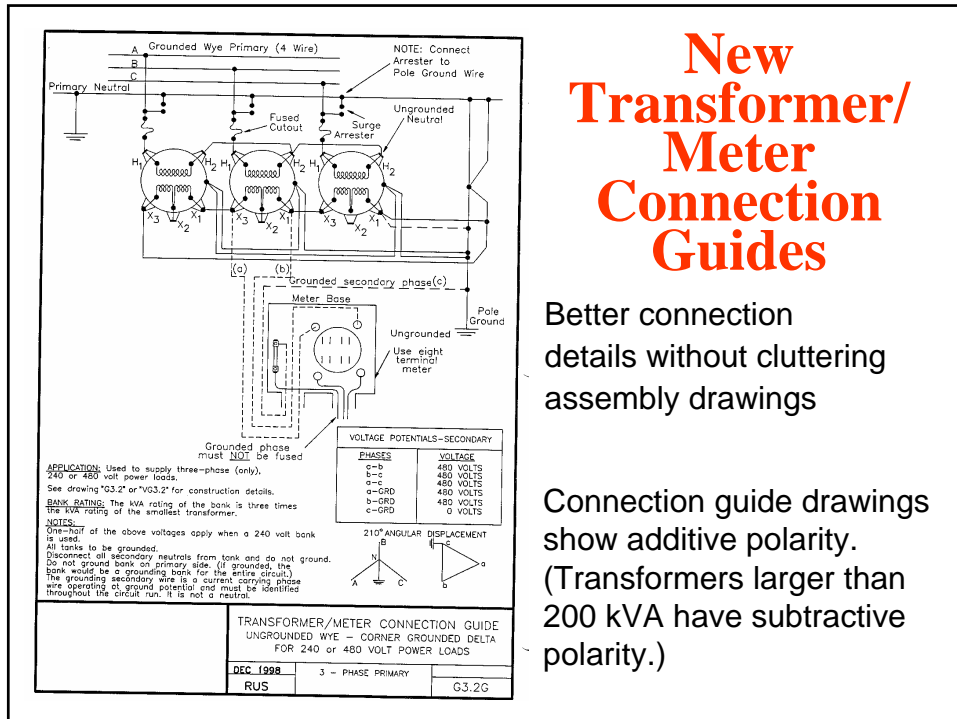 A Grounded Wye Primary (4 Wire)
B
C
Primary Neutral
NOTE: Connect
Arrester to
Pole Ground Wire
Ungrounded
Neutral
Fused
Cutout
Surge
Arrester
H1 H2 H1 H2 H1 H2
X3 X2 X1 X3 X2 X1 X3 X2 X1
(a) (b)
Grounded secondary phase(c)
Meter Base
Pole
Ground
Ungrounded
Use eight
terminal
meter
Grounded phase
must NOT be fused
VOLTAGE POTENTIALS-SECONDARY
PHASES VOLTAGE
a-b 480 VOLTS
b-c 480 VOLTS
a-c 480 VOLTS
a-GRD 480 VOLTS
b-GRD 480 VOLTS
c-GRD 0 VOLTS
APPLICATION: Used to supply three-phase (only),
240 or 480 volt power loads.
See drawing "G3.2" or "VG3.2" for construction details.
BANK RATING: The kVA rating of the bank is three times
the kVA rating of the smallest transformer.
NOTES:
One-half of the above voltages apply when a 240 volt bank
is used.
All tanks to be grounded.
Disconnect all secondary neutrals from tank and do not ground.
Do not ground bank on primary side. (if grounded, the
bank would be a grounding bank for the entire circuit.)
The grounding secondary wire is a current carrying phase
wire operating at ground potential and must be identified
throughout the circuit run. It is not a neutral.
210° ANGULAR DISPLACEMENT
B
N
A C
c
a
b
TRANSFORMER/METER CONNECTION GUIDE
UNGROUNDED WYE - CORNER GROUNDED DELTA
FOR 240 or 480 VOLT POWER LOADS
DEC 1998
RUS
3 - PHASE PRIMARY
G3.2G
New
Transformer/
Meter
Connection
Guides
Better connection
details without cluttering
assembly drawings
Connection guide drawings
show additive polarity.
(Transformers larger than
200 kVA have subtractive
polarity.)